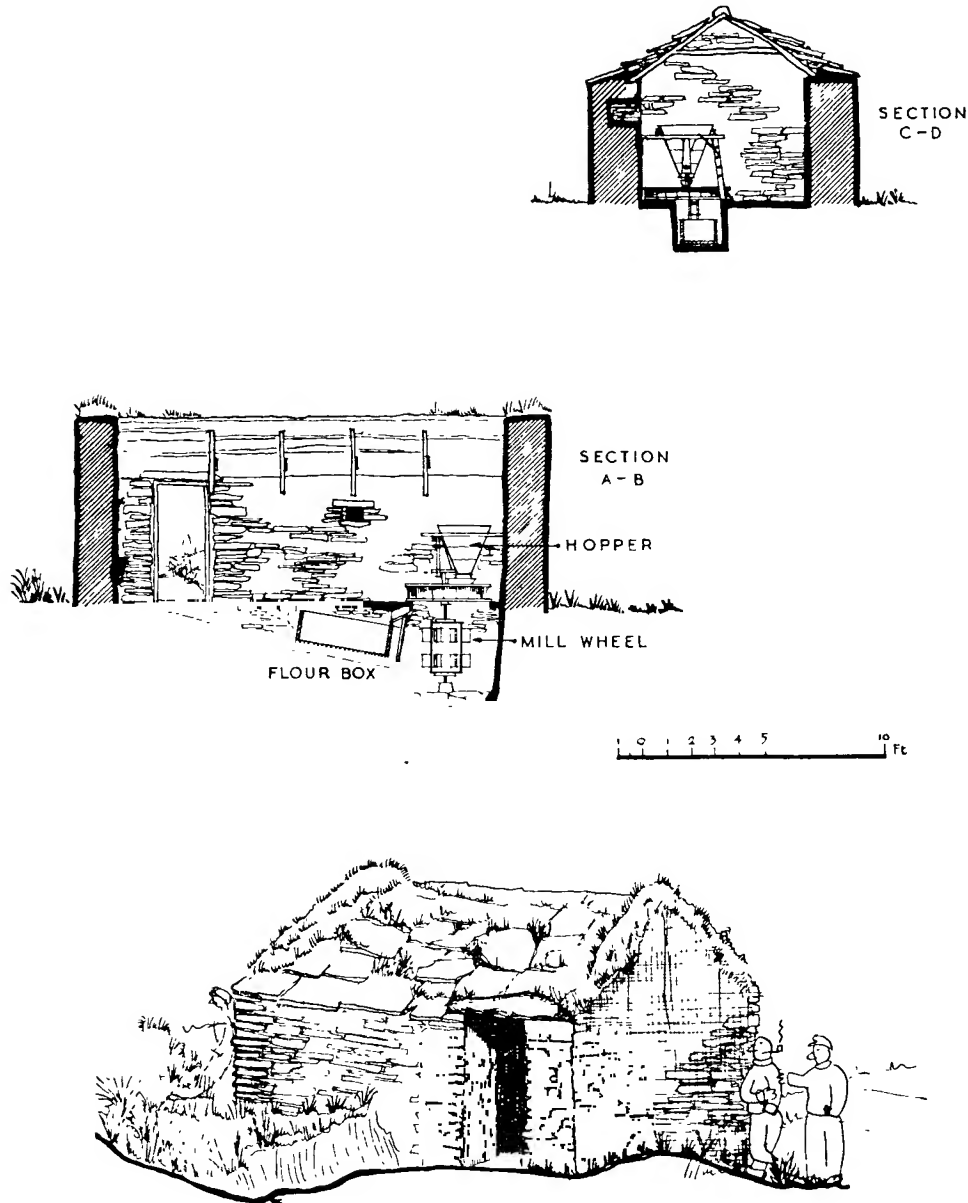 SECTION
C-D
SECTION
A-B
HOPPER
MILL WHEEL
FLOUR BOX
1 0 1 2 3 4 5 10 Ft